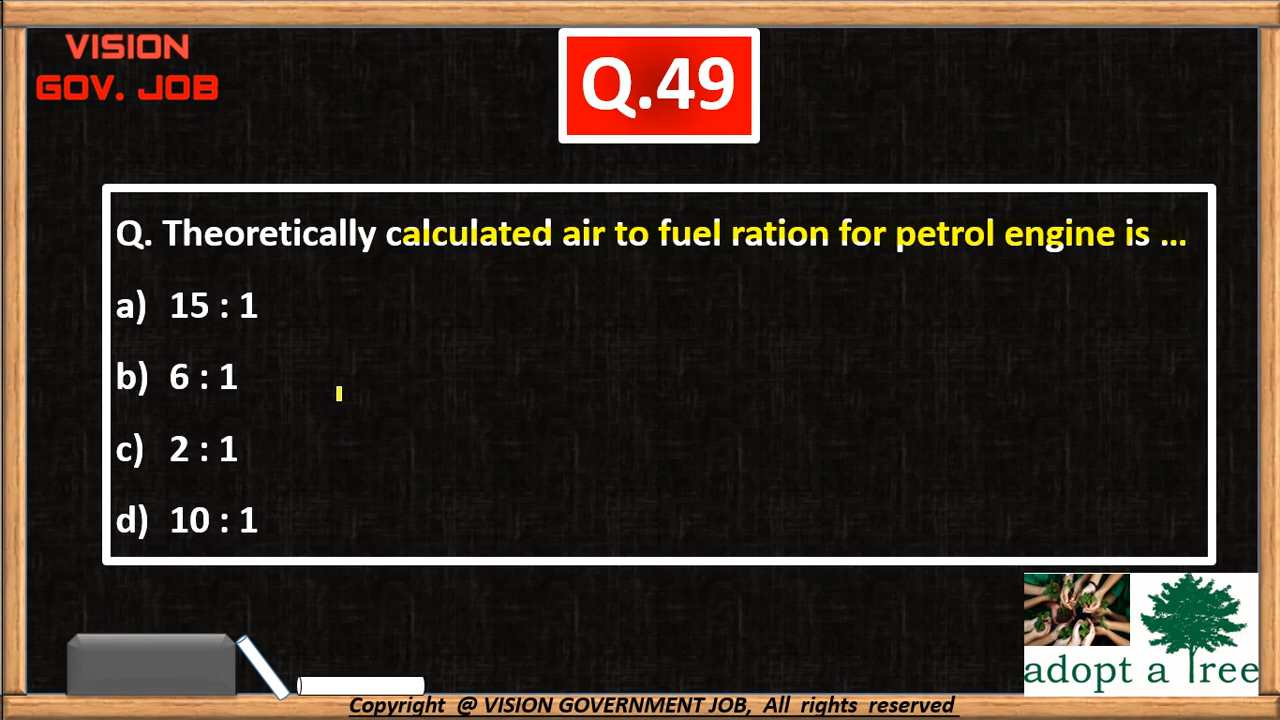 VISION
GOV. JOB
Q.49
Q. Theoretically calculated air to fuel ration for petrol engine is ...
a) 15 : 1
b) 6 : 1
c) 2 : 1
d) 10 : 1
adopt a Tree
Copyright @ VISION GOVERNMENT JOB, All rights reserved